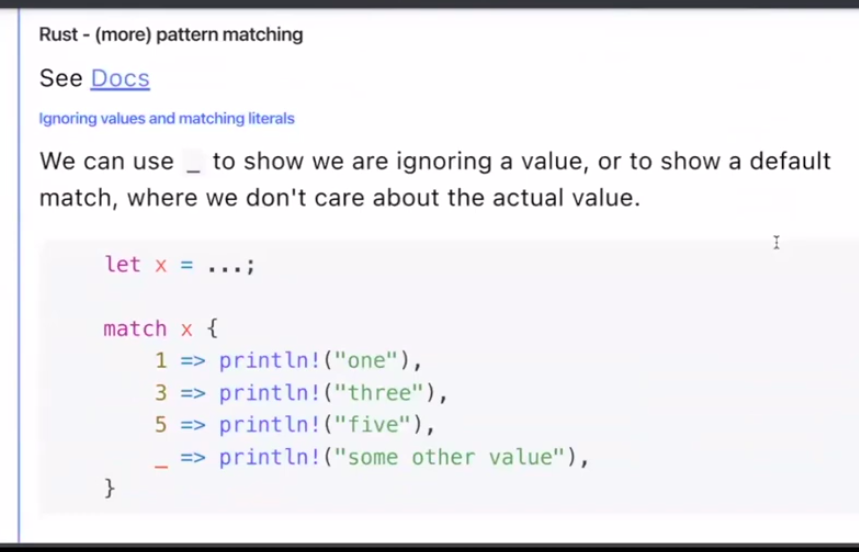 Rust - (more) pattern matching
See Docs
Ignoring values and matching literals
We can use _ to show we are ignoring a value, or to show a default
match, where we don't care about the actual value.
let x = ...;
match x {
1 => println!("one"),
3 => println!("three"),
5 => println!("five"),
_ => println!("some other value"),
}